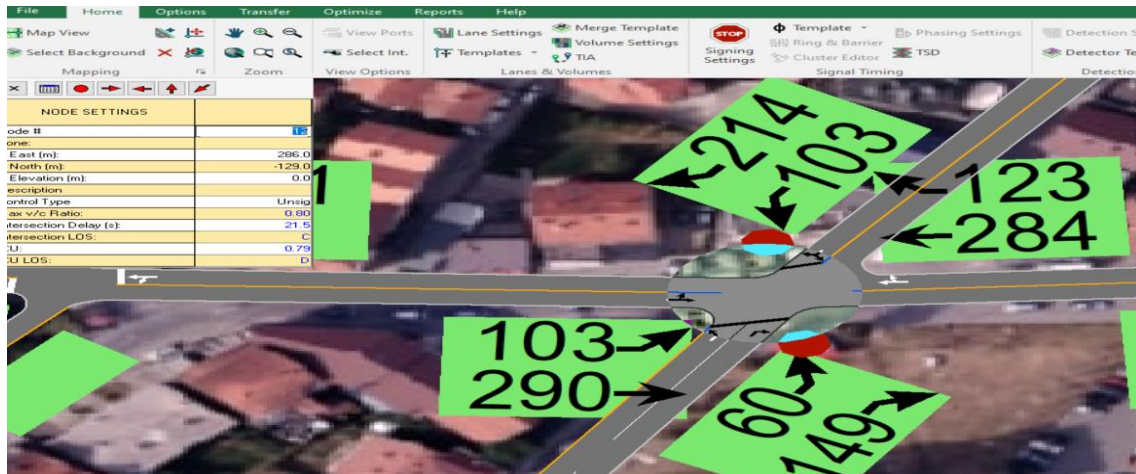 File Home Options Transfer Optimize Reports Help
Map View View Ports Lane Settings Merge Template Template Phasing Settings Detection S
Volume Settings Ring & Barrier
Select Background Select Int. Templates TIA STOP Signing Settings Cluster Editor TSD Detector Te
Mapping Zoom View Options Lanes & Volumes Signal Timing Detection
NODE SETTINGS
ode # 12
one:
East (m): 286.0
North (m): -129.0
Elevation (m): 0.0
escription
ontrol Type Unsig
ax v/c Ratio: 0.80
tersection Delay (s): 21.5
tersection LOS: C
CU: 0.79
CU LOS: D
1
214
103
123
284
103
290
60
149